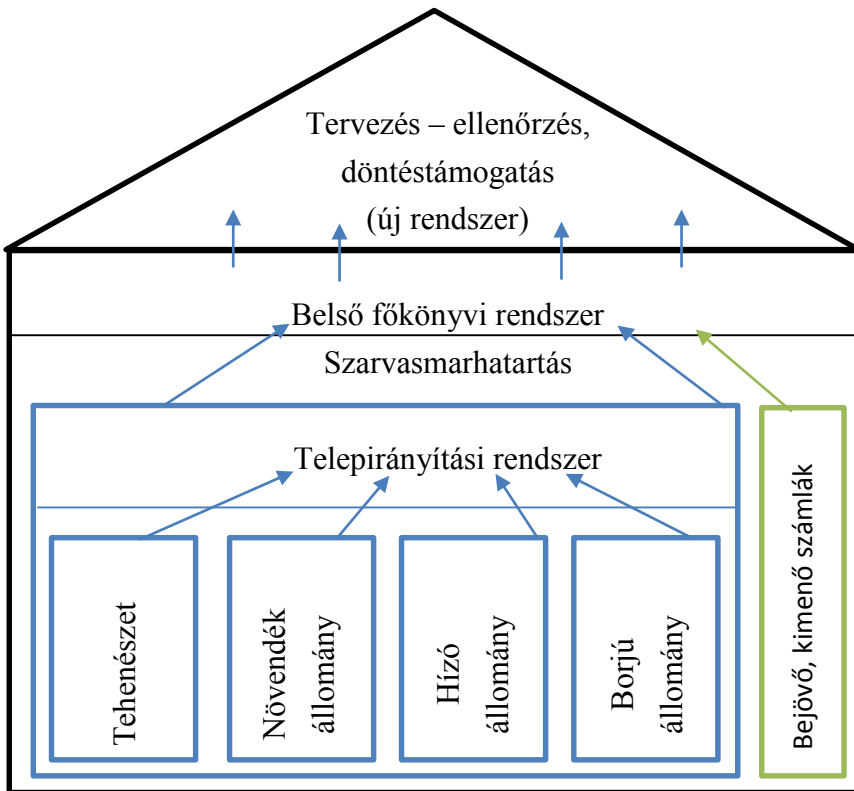 Tervezés – ellenőrzés,
döntéstámogatás
(új rendszer)
Belső főkönyvi rendszer
Szarvasmarhatartás
Telepirányítási rendszer
Tehenészet
Növendék
állomány
Hízó
állomány
Borjú
állomány
Bejövő, kimenő számlák